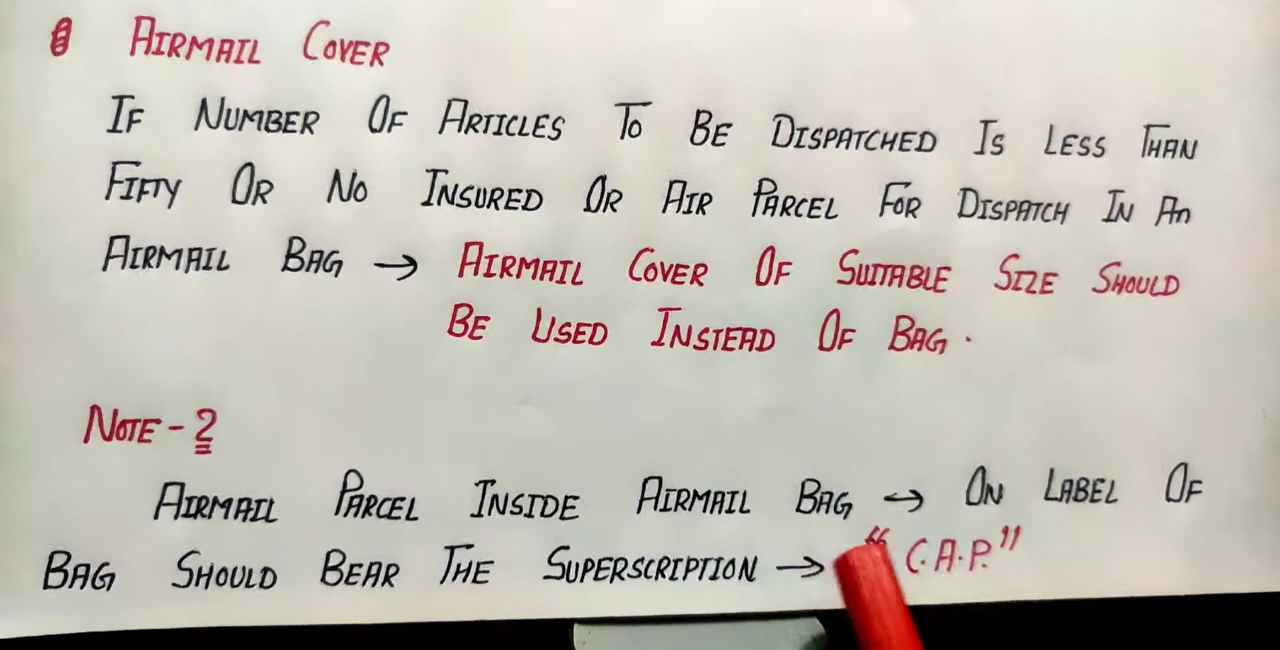 AIRMAIL COVER
IF NUMBER OF ARTICLES TO BE DISPATCHED IS LESS THAN
FIFTY OR NO INSURED OR AIR PARCEL FOR DISPATCH IN An
AIRMAIL BAG → AIRMAIL COVER OF SUITABLE SIZE SHOULD
BE USED INSTEAD OF BAG.
NOTE - 2
AIRMAIL PARCEL INSIDE AIRMAIL BAG → ON LABEL OF
BAG SHOULD BEAR THE SUPERSCRIPTION → "C.A.P."